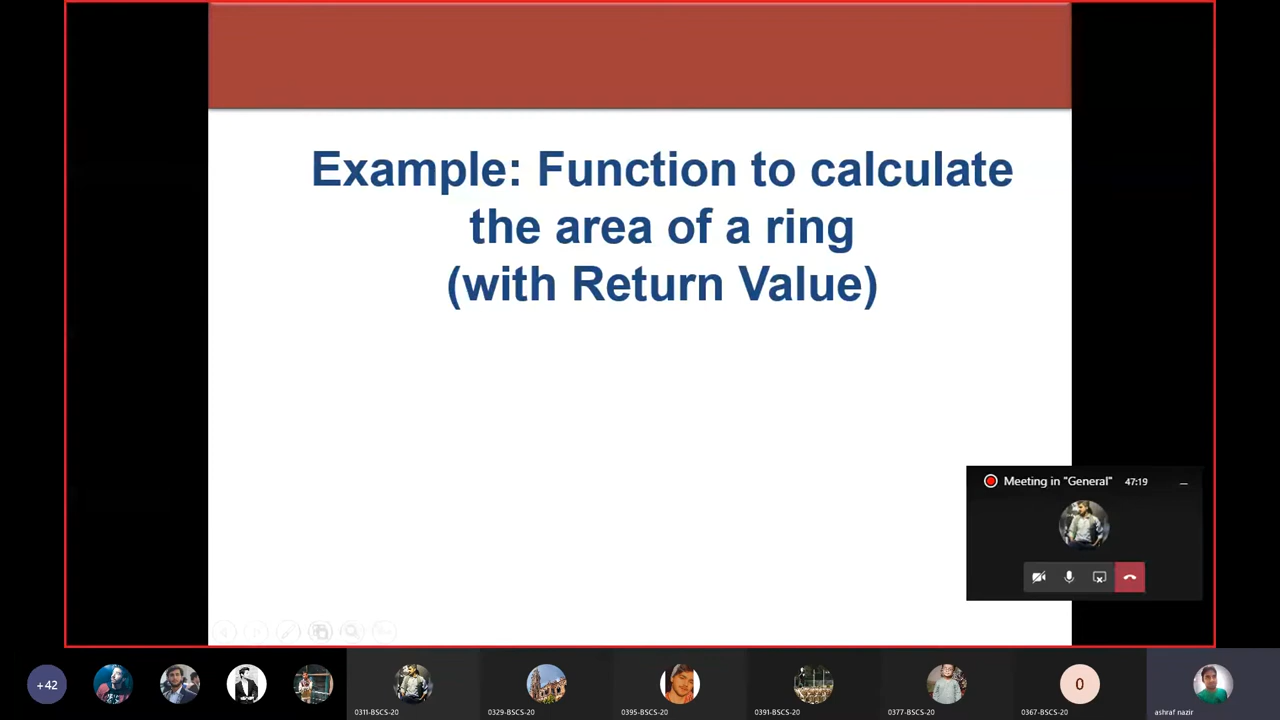 Example: Function to calculate
the area of a ring
(with Return Value)
Meeting in "General" 47:19
+42
0311-BSCS-20
0329-BSCS-20
0395-BSCS-20
0391-BSCS-20
0377-BSCS-20
0
0367-BSCS-20
ashraf nazir